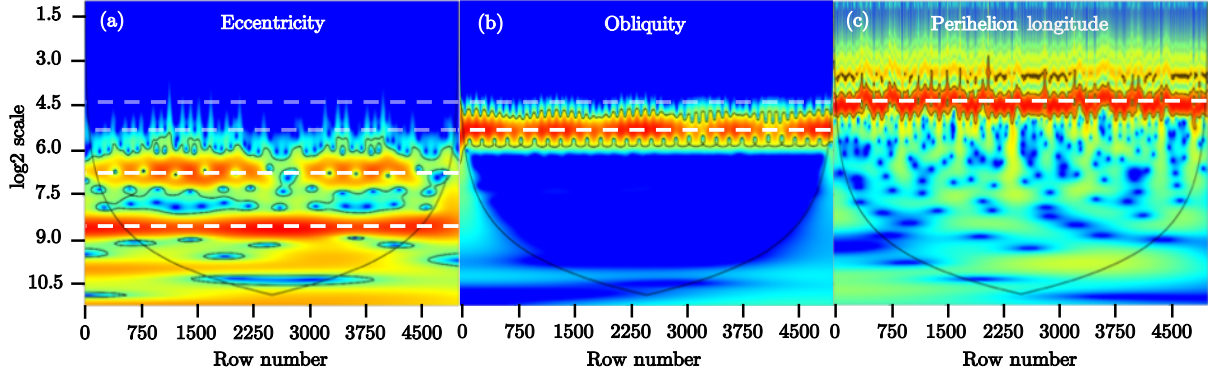 (a) Eccentricity
(b) Obliquity
(c) Perihelion longitude
log2 scale
1.5
3.0
4.5
6.0
7.5
9.0
10.5
0 750 1500 2250 3000 3750 4500
750 1500 2250 3000 3750 4500
0 750 1500 2250 3000 3750 4500
0
Row number
Row number
Row number